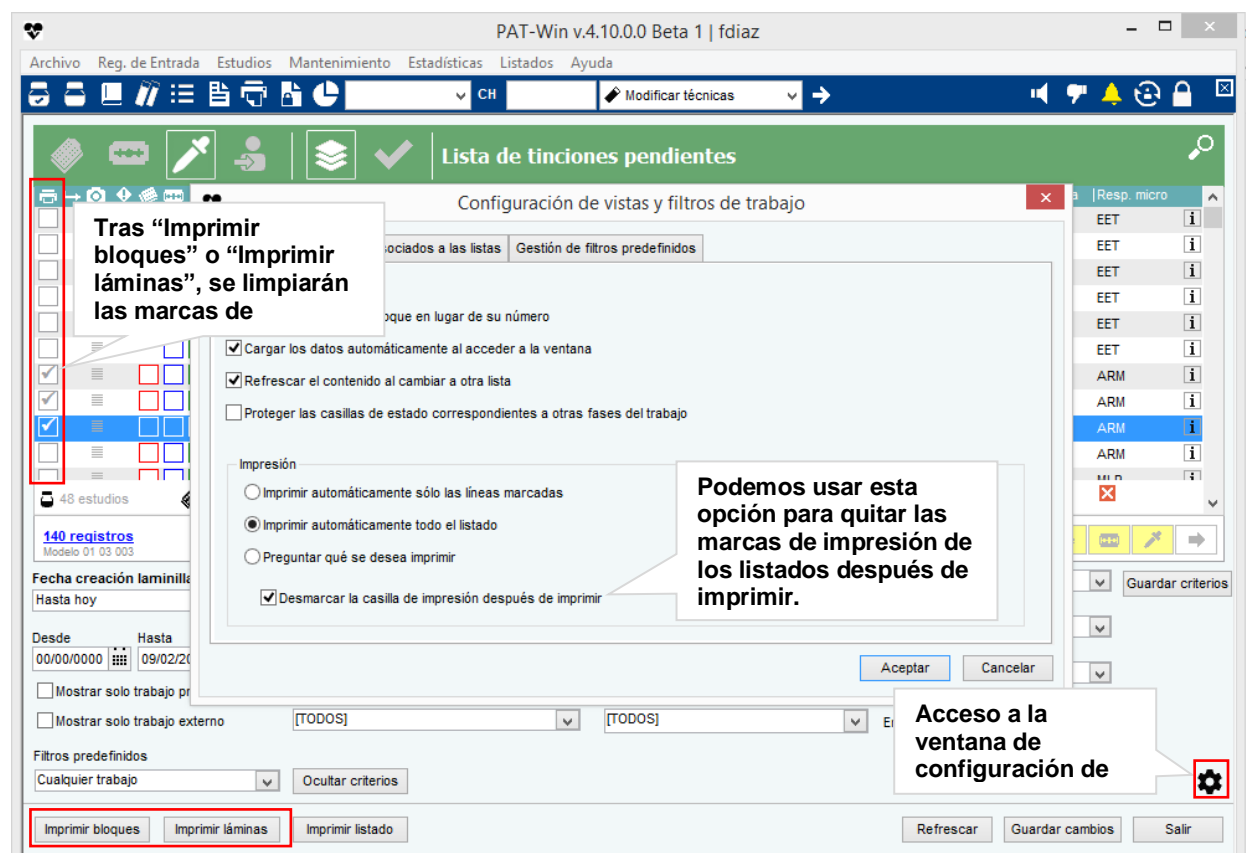 PAT-Win v.4.10.0.0 Beta 1 | fdiaz
Archivo Reg. de Entrada Estudios Mantenimiento Estadísticas Listados Ayuda
CH Modificar técnicas
Lista de tinciones pendientes
Configuración de vistas y filtros de trabajo
Resp. micro
EET
EET
EET
EET
EET
EET
ARM
ARM
ARM
ARM
Tras “Imprimir
bloques” o “Imprimir
láminas”, se limpiarán
las marcas de
a las listas Gestión de filtros predefinidos
en lugar de su número
Cargar los datos automáticamente al acceder a la ventana
Refrescar el contenido al cambiar a otra lista
Proteger las casillas de estado correspondientes a otras fases del trabajo
Impresión
Imprimir automáticamente sólo las líneas marcadas
Imprimir automáticamente todo el listado
Preguntar qué se desea imprimir
Desmarcar la casilla de impresión después de imprimir
Podemos usar esta
opción para quitar las
marcas de impresión de
los listados después de
imprimir.
Aceptar Cancelar
48 estudios
140 registros
Modelo 01 03 003
Fecha creación laminilla
Hasta hoy
Guardar criterios
Desde Hasta
00/00/0000 09/02/20
Mostrar solo trabajo pr
Mostrar solo trabajo externo [TODOS] [TODOS]
Acceso a la
ventana de
configuración de
Filtros predefinidos
Cualquier trabajo Ocultar criterios
Imprimir bloques Imprimir láminas Imprimir listado Refrescar Guardar cambios Salir